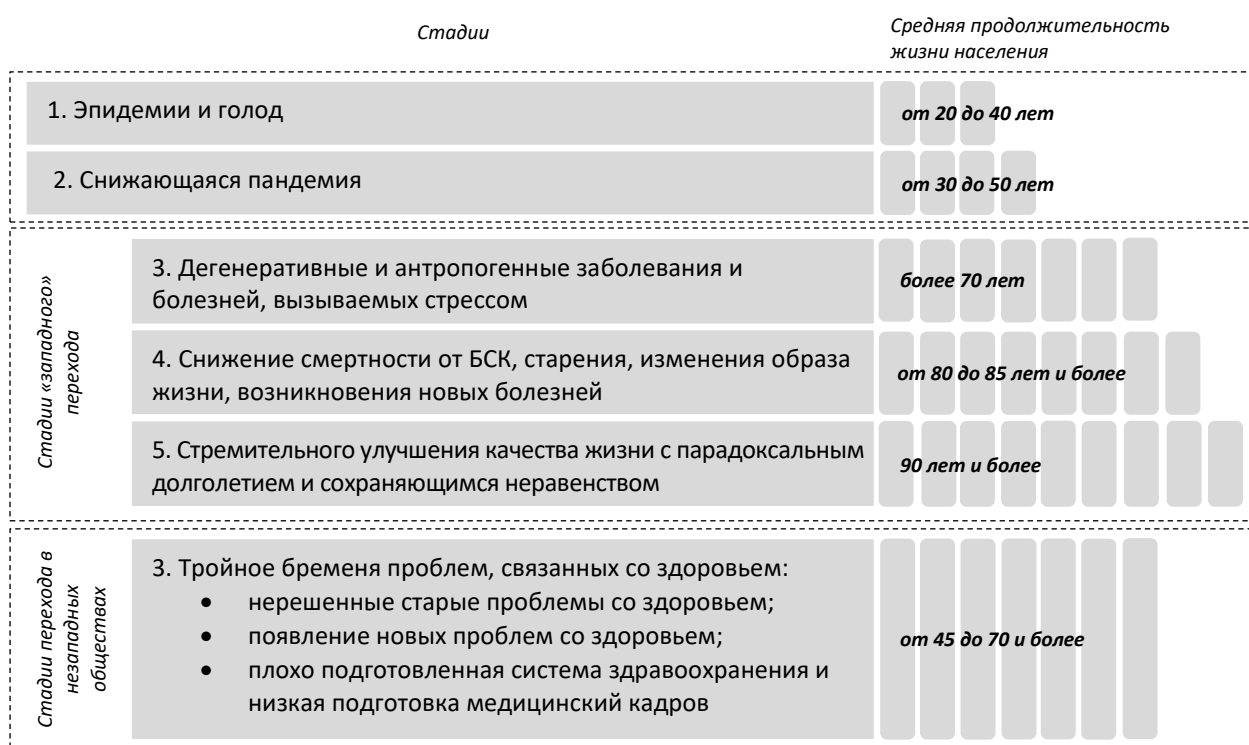 Стадии
Средняя продолжительность
жизни населения
1. Эпидемии и голод
от 20 до 40 лет
2. Снижающаяся пандемия
от 30 до 50 лет
Стадии «западного»
перехода
3. Дегенеративные и антропогенные заболевания и
болезней, вызываемых стрессом
более 70 лет
4. Снижение смертности от БСК, старения, изменения образа
жизни, возникновения новых болезней
от 80 до 85 лет и более
5. Стремительного улучшения качества жизни с парадоксальным
долголетием и сохраняющимся неравенством
90 лет и более
Стадии перехода в
незападных
обществах
3. Тройное бременя проблем, связанных со здоровьем:
• нерешенные старые проблемы со здоровьем;
• появление новых проблем со здоровьем;
• плохо подготовленная система здравоохранения и
низкая подготовка медицинский кадров
от 45 до 70 и более